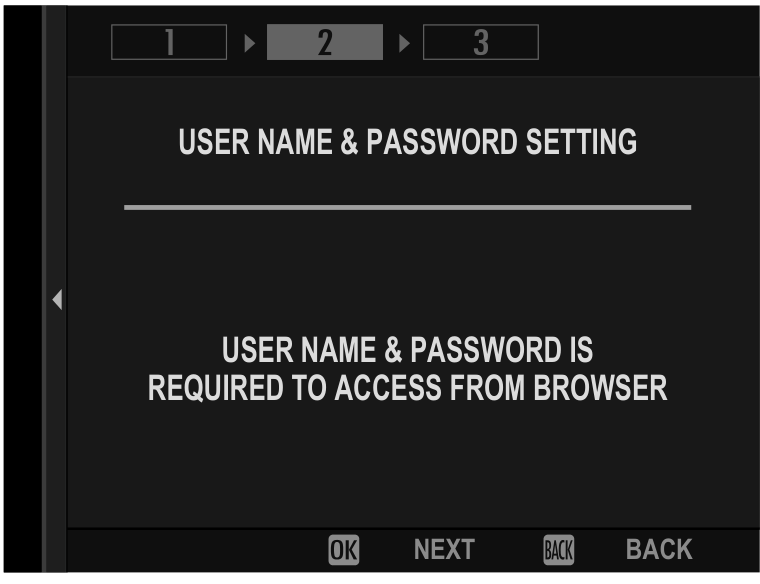 1 2 3
USER NAME & PASSWORD SETTING
USER NAME & PASSWORD IS
REQUIRED TO ACCESS FROM BROWSER
OK NEXT BACK BACK